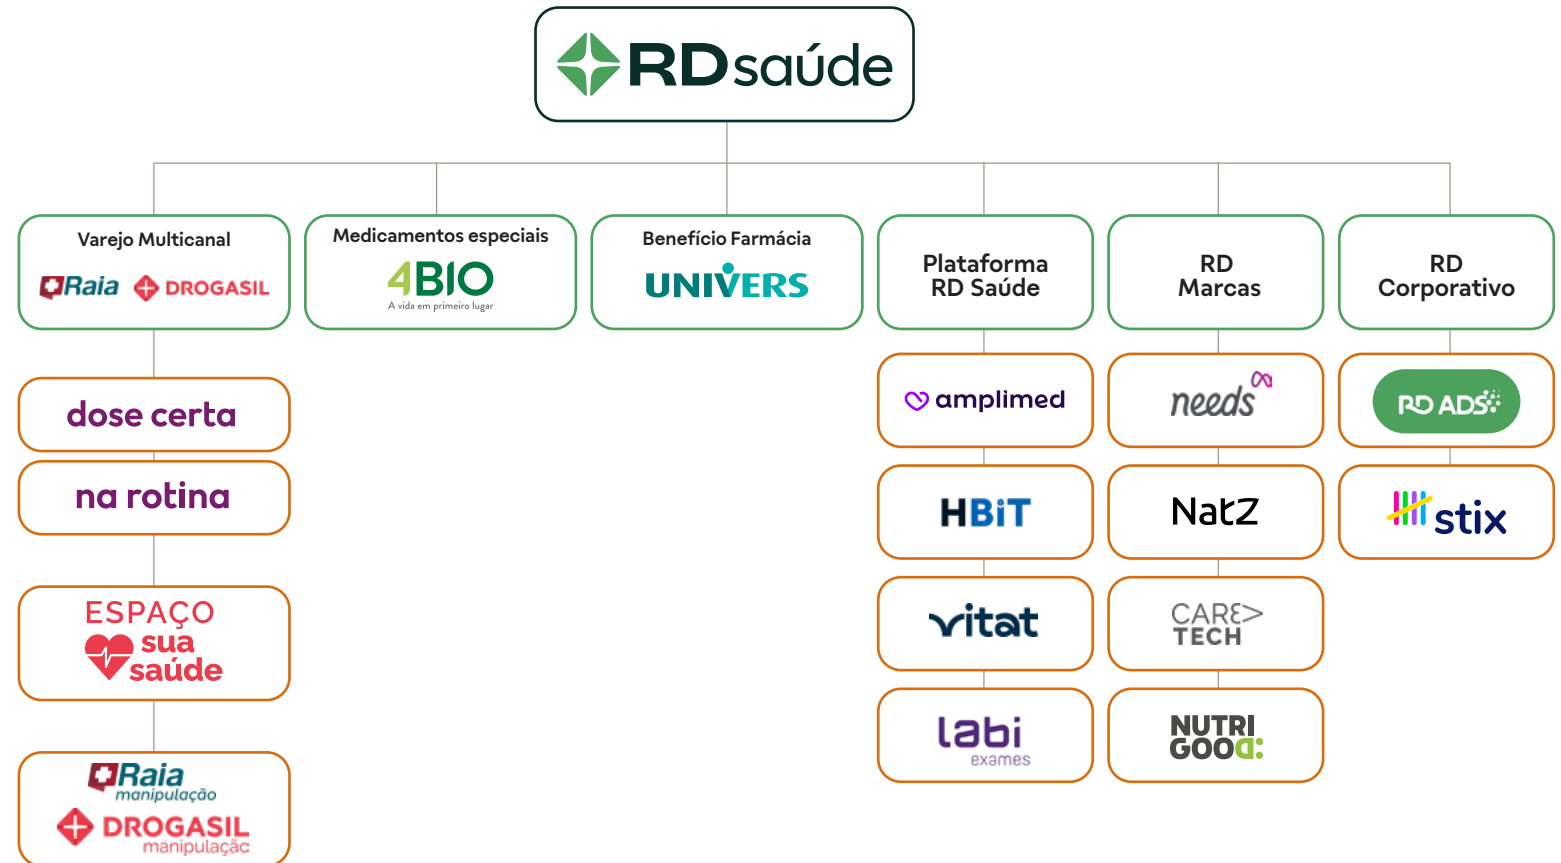 RDsaúde
Varejo Multicanal
Raia DROGASIL
Medicamentos especiais
4BIO
A vida em primeiro lugar
Benefício Farmácia
UNIVERS
Plataforma
RD Saúde
RD
Marcas
RD
Corporativo
dose certa
na rotina
ESPAÇO
sua
saúde
Raia
manipulação
DROGASIL
manipulação
amplimed
HBiT
vitat
labi
exames
needs
Natz
CARE
TECH
NUTRI
GOOD:
RD ADS
stix